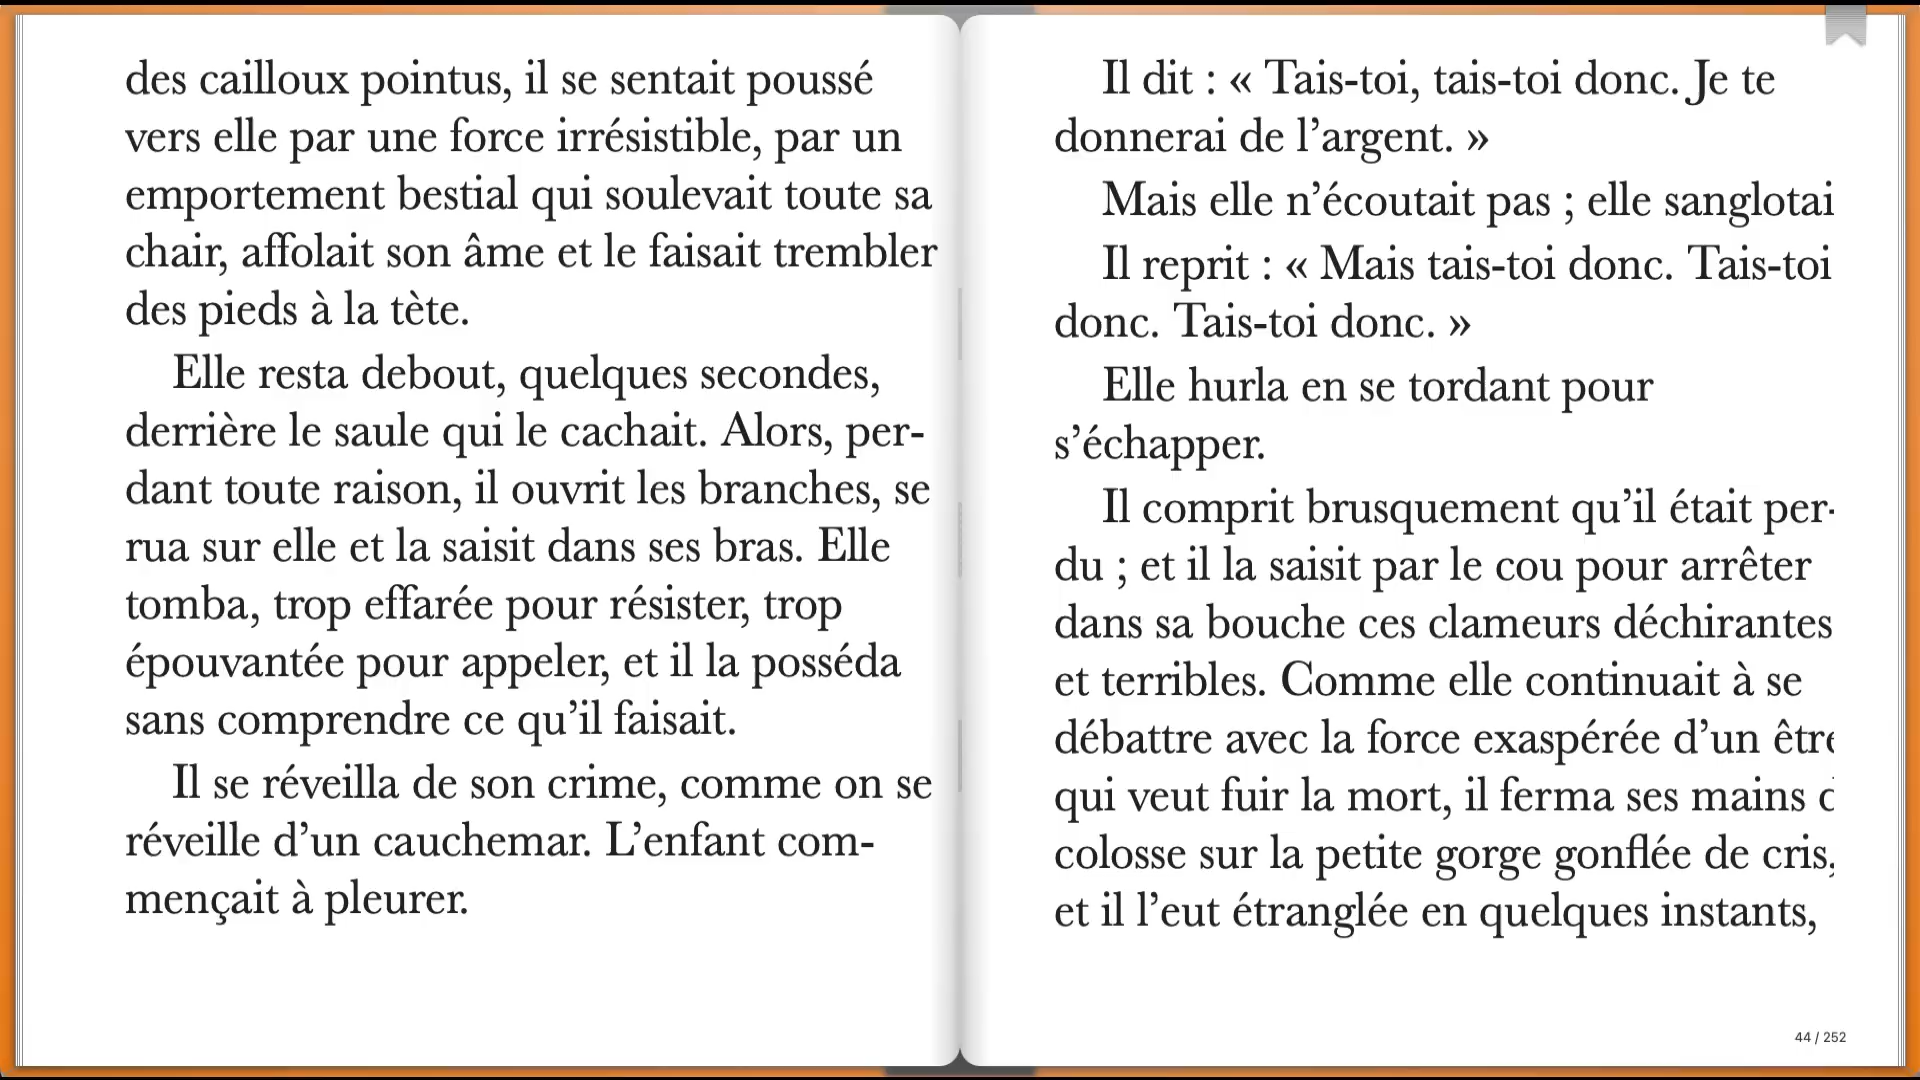 des cailloux pointus, il se sentait poussé
vers elle par une force irrésistible, par un
emportement bestial qui soulevait toute sa
chair, affolait son âme et le faisait trembler
des pieds à la tète.
Elle resta debout, quelques secondes,
derrière le saule qui le cachait. Alors, per-
dant toute raison, il ouvrit les branches, se
rua sur elle et la saisit dans ses bras. Elle
tomba, trop effarée pour résister, trop
épouvantée pour appeler, et il la posséda
sans comprendre ce qu’il faisait.
Il se réveilla de son crime, comme on se
réveille d’un cauchemar. L’enfant com-
mençait à pleurer.
Il dit : « Tais-toi, tais-toi donc. Je te
donnerai de l’argent. »
Mais elle n’écoutait pas ; elle sanglotai
Il reprit : « Mais tais-toi donc. Tais-toi
donc. Tais-toi donc. »
Elle hurla en se tordant pour
s’échapper.
Il comprit brusquement qu’il était per-
du ; et il la saisit par le cou pour arrêter
dans sa bouche ces clameurs déchirantes
et terribles. Comme elle continuait à se
débattre avec la force exaspérée d’un être
qui veut fuir la mort, il ferma ses mains
colosse sur la petite gorge gonflée de cris,
et il l’eut étranglée en quelques instants,
44 / 252